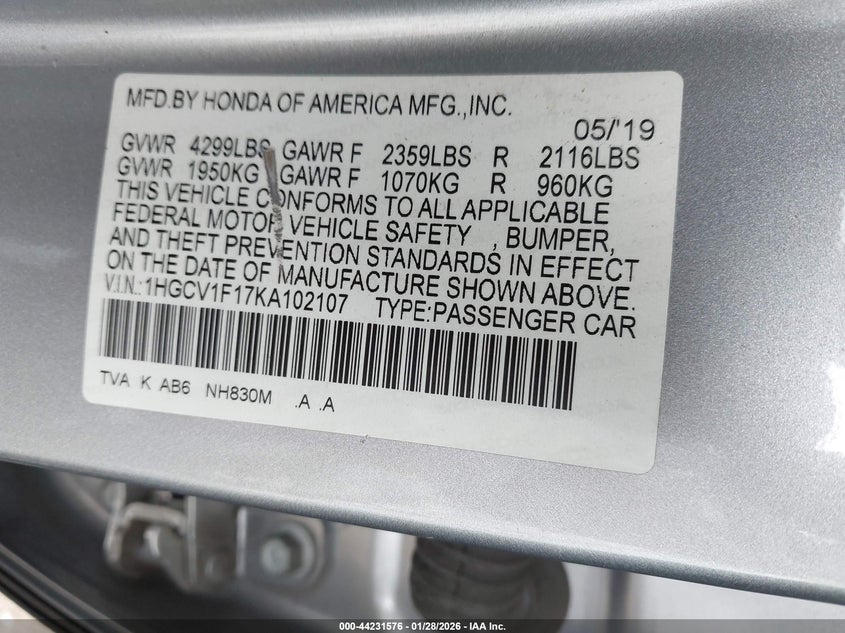 MFD.BY HONDA OF AMERICA MFG.,INC.
05/'19
GVWR 4299LBS GAWR F 2359LBS R 2116LBS
GVWR 1950KG GAWR F 1070KG R 960KG
THIS VEHICLE CONFORMS TO ALL APPLICABLE
FEDERAL MOTOR VEHICLE SAFETY , BUMPER,
AND THEFT PREVENTION STANDARDS IN EFFECT
ON THE DATE OF MANUFACTURE SHOWN ABOVE.
V.I.N.:1HGCV1F17KA102107 TYPE:PASSENGER CAR
TVA K AB6 NH830M .A .A
000-44231576 | 01/28/2026 - IAA Inc.